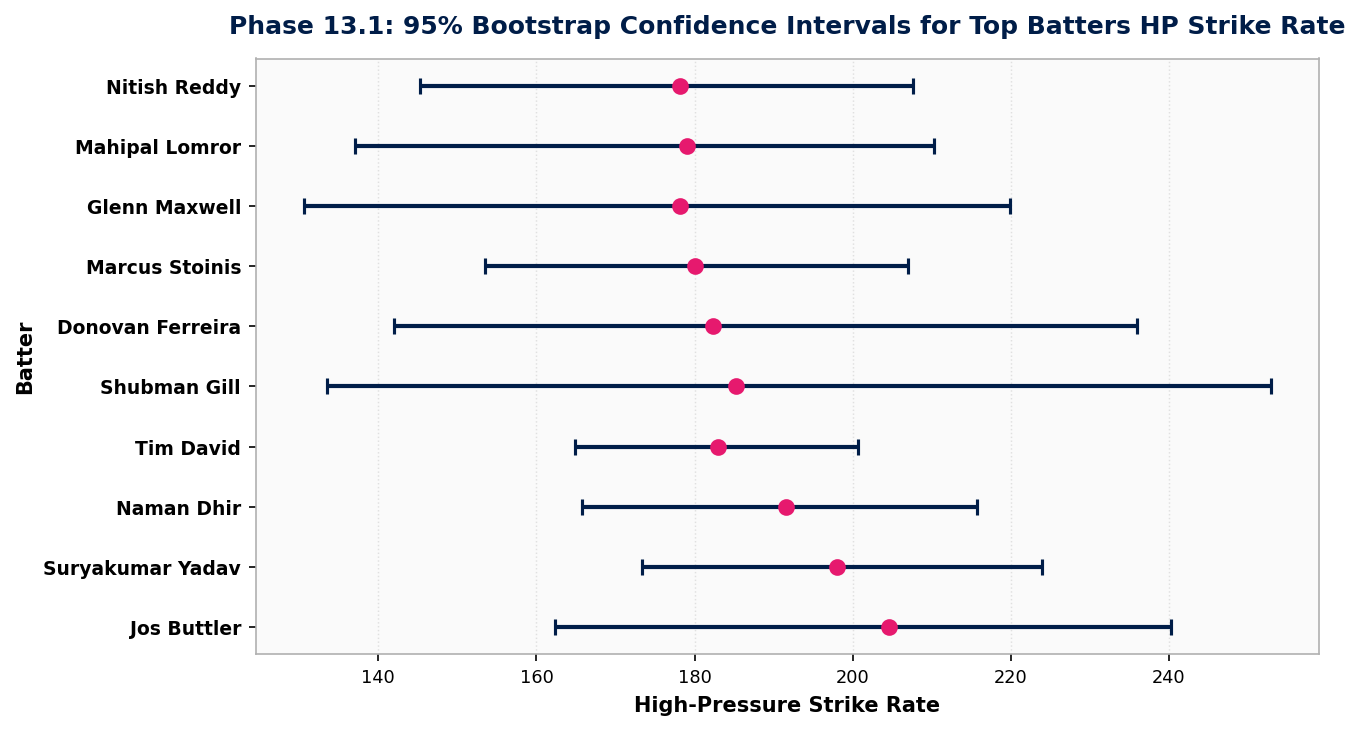 Phase 13.1: 95% Bootstrap Confidence Intervals for Top Batters HP Strike Rate
Nitish Reddy
Mahipal Lomror
Glenn Maxwell
Marcus Stoinis
Donovan Ferreira
Shubman Gill
Tim David
Naman Dhir
Suryakumar Yadav
Jos Buttler
Batter
140 160 180 200 220 240
High-Pressure Strike Rate